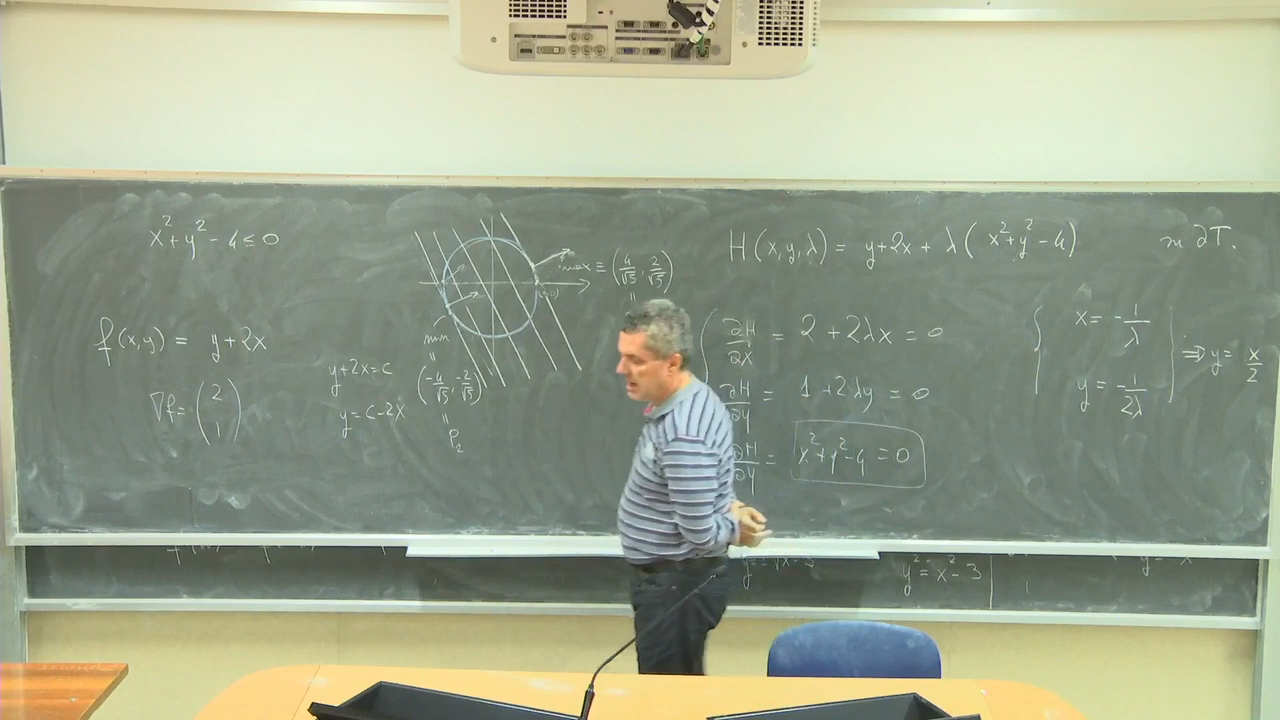 x² + y² - 4 ≤ 0
f(x,y) = y+2x
∇f = (2
1)
y+2x=c
y=c-2x
max ≡ (4/√5, 2/√5)
"
min
"
(-4/√5, -2/√5)
"
P₂
H(x,y,λ) = y+2x + λ(x²+y²-4)
∂T.
∂H/∂x = 2 + 2λx = 0
∂H/∂y = 1 + 2λy = 0
∂H/∂y = x²+y²-4 = 0
x = -1/λ
y = -1/2λ
⇒ y = x/2
y² = x² - 3